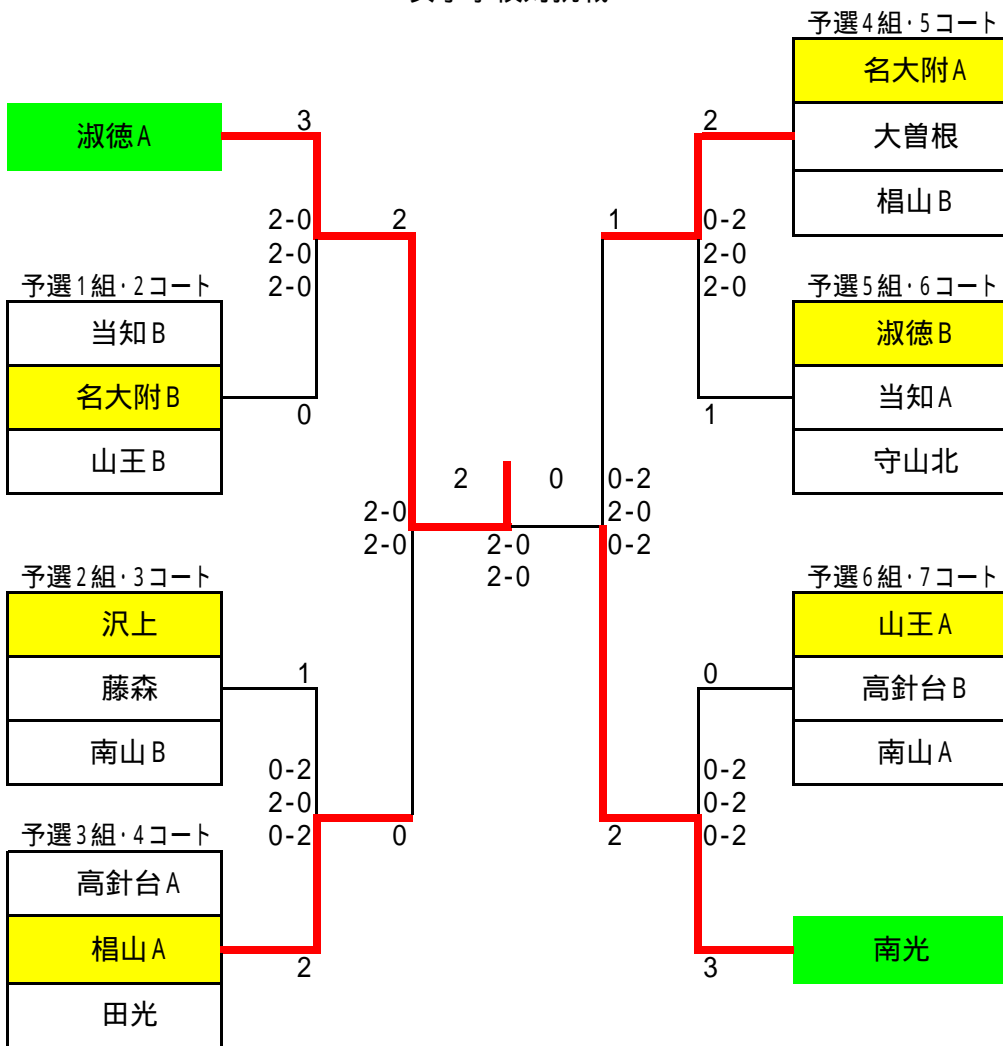 淑徳A
3
2-0
2-0
2-0
2
予選1組・2コート
当知B
名大附B
山王B
0
2-0
2-0
2
0
2-0
2-0
予選2組・3コート
沢上
藤森
南山B
1
0-2
2-0
0-2
0
予選3組・4コート
高針台A
椙山A
田光
2
予選4組・5コート
名大附A
大曽根
椙山B
2
1
0-2
2-0
2-0
予選5組・6コート
淑徳B
当知A
守山北
1
0-2
2-0
0-2
予選6組・7コート
山王A
高針台B
南山A
0
0-2
0-2
0-2
2
南光
3